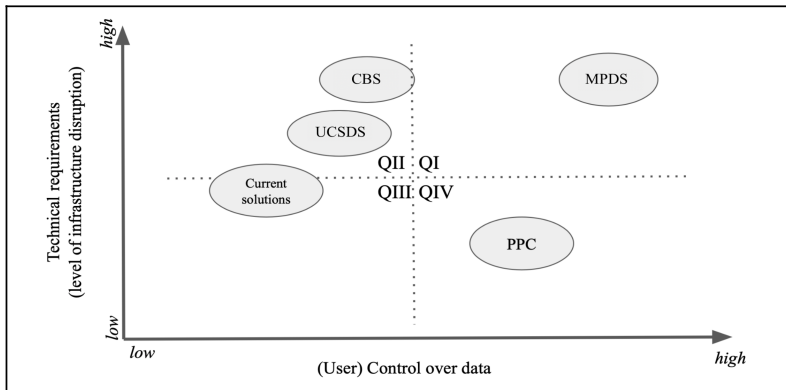 high
CBS
MPDS
UCSDS
QII QI
Current
solutions
QIII QIV
PPC
Technical requirements
(level of infrastructure disruption)
low
low
high
(User) Control over data